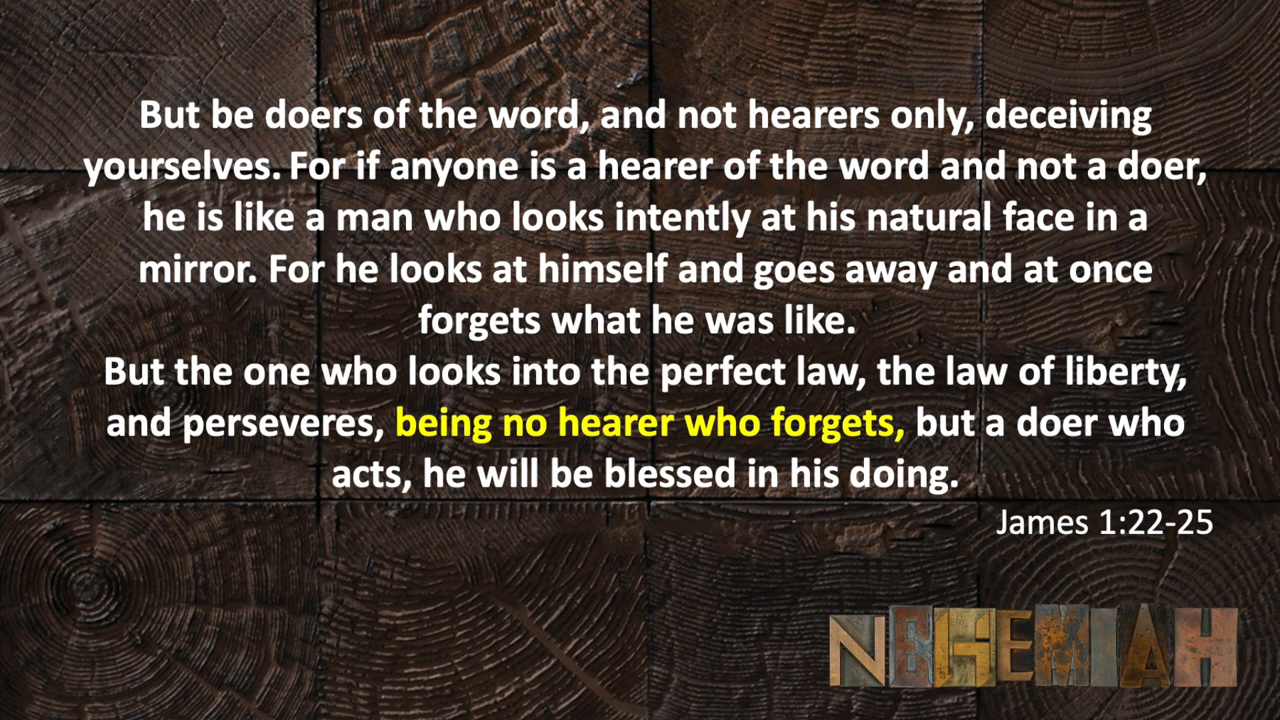 But be doers of the word, and not hearers only, deceiving
yourselves. For if anyone is a hearer of the word and not a doer,
he is like a man who looks intently at his natural face in a
mirror. For he looks at himself and goes away and at once
forgets what he was like.
But the one who looks into the perfect law, the law of liberty,
and perseveres, being no hearer who forgets, but a doer who
acts, he will be blessed in his doing.
James 1:22-25
NEHEMIAH